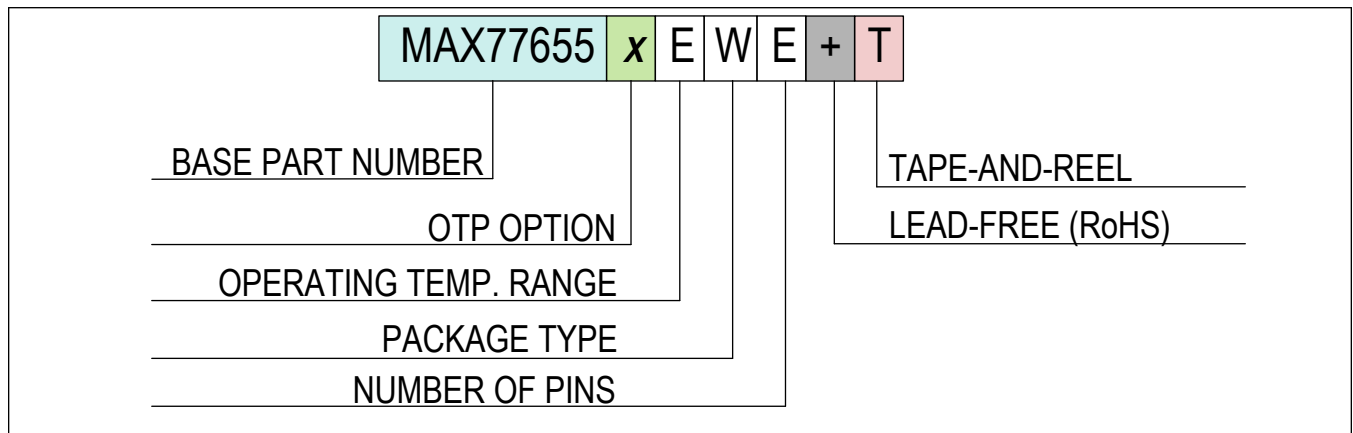 MAX77655 x E W E + T
BASE PART NUMBER
TAPE-AND-REEL
OTP OPTION
LEAD-FREE (RoHS)
OPERATING TEMP. RANGE
PACKAGE TYPE
NUMBER OF PINS